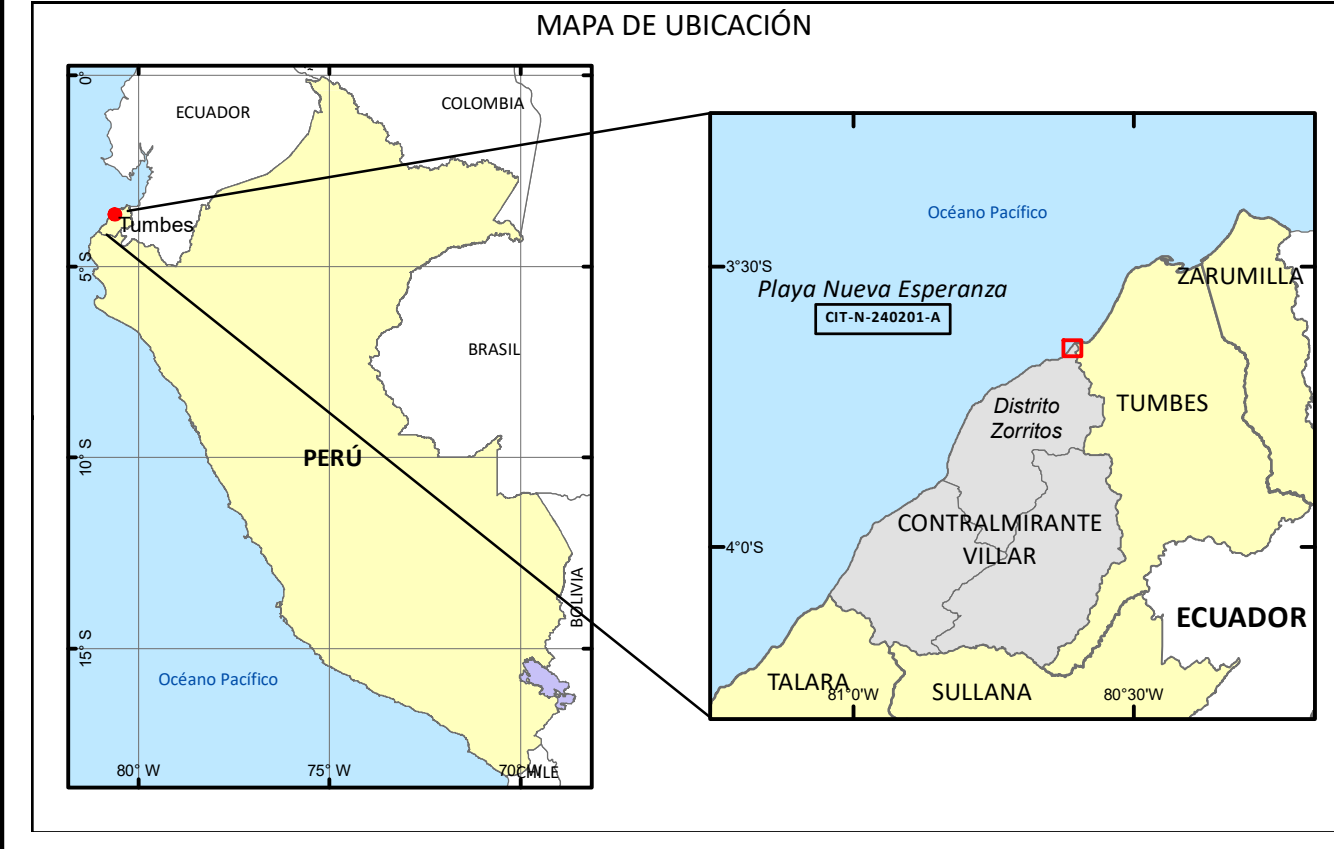 MAPA DE UBICACIÓN
0°
ECUADOR
COLOMBIA
Tumbes
5° S
BRASIL
PERÚ
10° S
BOLIVIA
15° S
Océano Pacífico
80° W
75° W
70° W
CHILE
Océano Pacífico
3°30'S
ZARUMILLA
Playa Nueva Esperanza
CIT-N-240201-A
TUMBES
Distrito
Zorritos
CONTRALMIRANTE
VILLAR
4°0'S
ECUADOR
TALARA
SULLANA
81°0'W
80°30'W